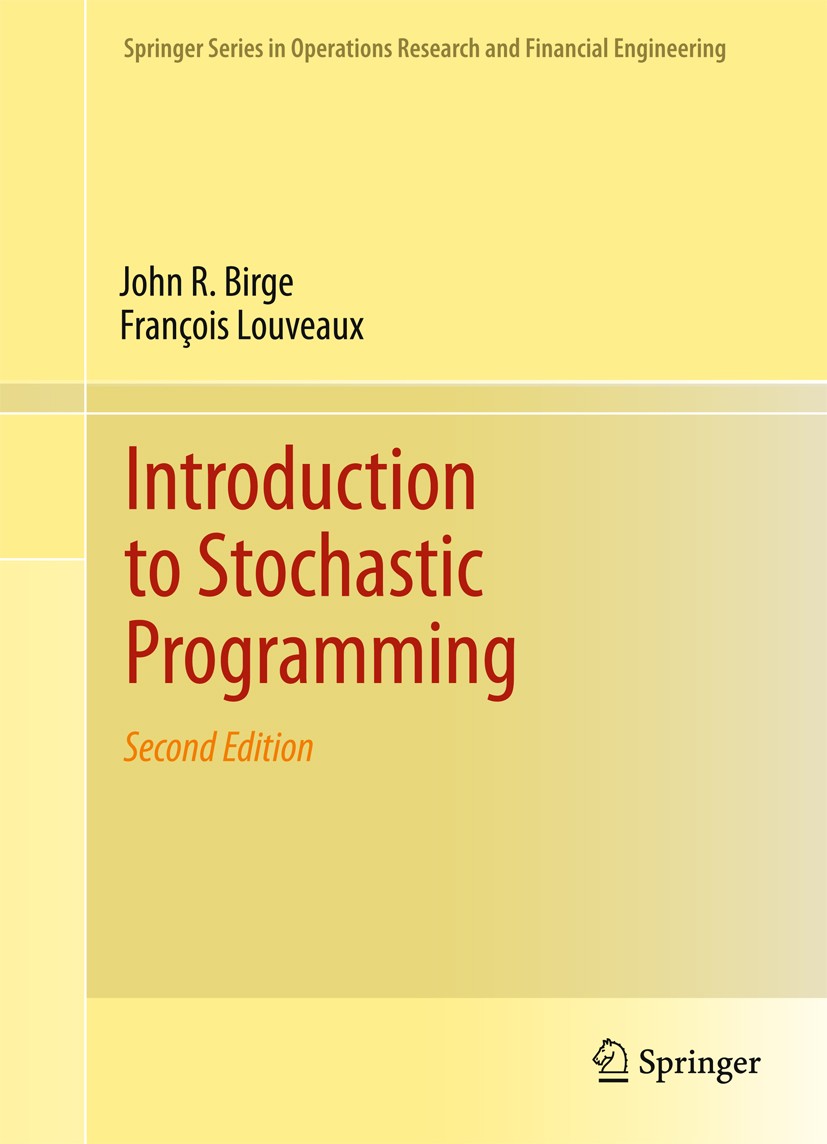 Springer Series in Operations Research and Financial Engineering
John R. Birge
François Louveaux
Introduction
to Stochastic
Programming
Second Edition
Springer